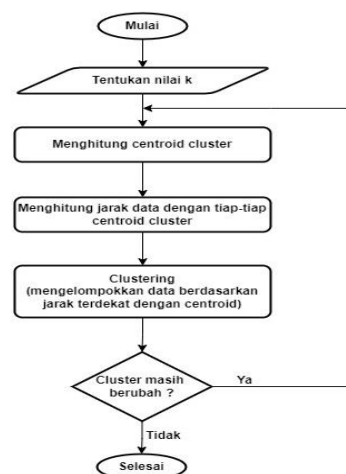 Mulai
Tentukan nilai k
Menghitung centroid cluster
Menghitung jarak data dengan tiap-tiap
centroid cluster
Clustering
(mengelompokkan data berdasarkan
jarak terdekat dengan centroid)
Cluster masih
berubah ?
Ya
Tidak
Selesai